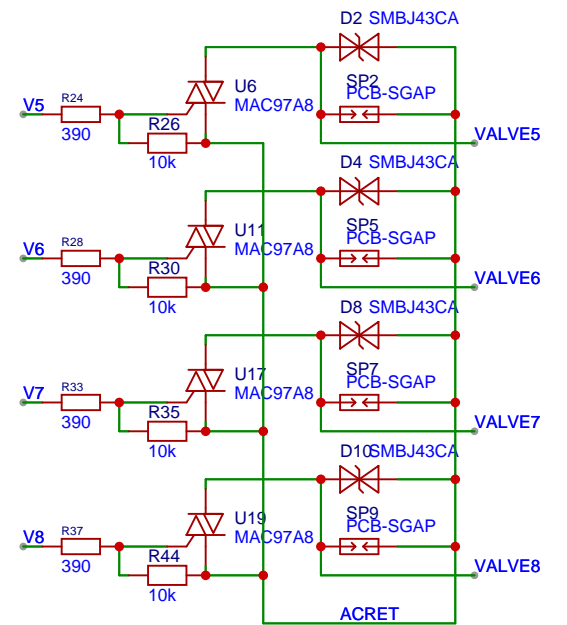 D2 SMBJ43CA
U6
SP2
MAC97A8
PCB-SGAP
V5
R24
390
R26
10k
VALVE5
D4 SMBJ43CA
U11
SP5
MAC97A8
PCB-SGAP
V6
R28
390
R30
10k
VALVE6
D8 SMBJ43CA
U17
SP7
MAC97A8
PCB-SGAP
V7
R33
390
R35
10k
VALVE7
D10 SMBJ43CA
U19
SP9
MAC97A8
PCB-SGAP
V8
R37
390
R44
10k
VALVE8
ACRET